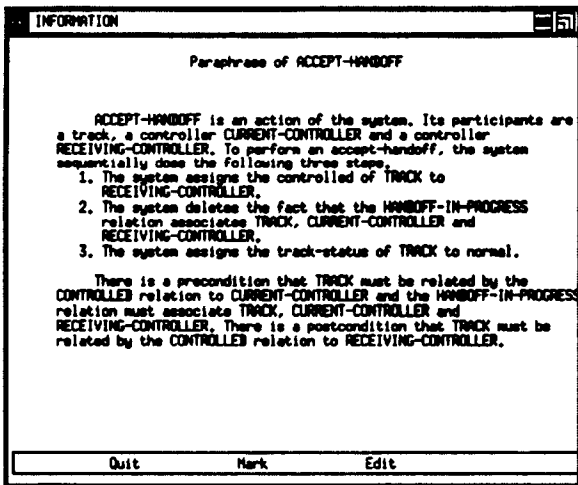 INFORMATION
Paraphrase of ACCEPT-HANDOFF
ACCEPT-HANDOFF is an action of the system. Its participants are
a track, a controller CURRENT-CONTROLLER and a controller
RECEIVING-CONTROLLER. To perform an accept-handoff, the system
sequentially does the following three steps.
1. The system assigns the controlled of TRACK to
RECEIVING-CONTROLLER.
2. The system deletes the fact that the HANDOFF-IN-PROGRESS
relation associates TRACK, CURRENT-CONTROLLER and
RECEIVING-CONTROLLER.
3. The system assigns the track-status of TRACK to normal.
There is a precondition that TRACK must be related by the
CONTROLLED relation to CURRENT-CONTROLLER and the HANDOFF-IN-PROGRESS
relation must associate TRACK, CURRENT-CONTROLLER and
RECEIVING-CONTROLLER. There is a postcondition that TRACK must be
related by the CONTROLLED relation to RECEIVING-CONTROLLER.
Quit Mark Edit